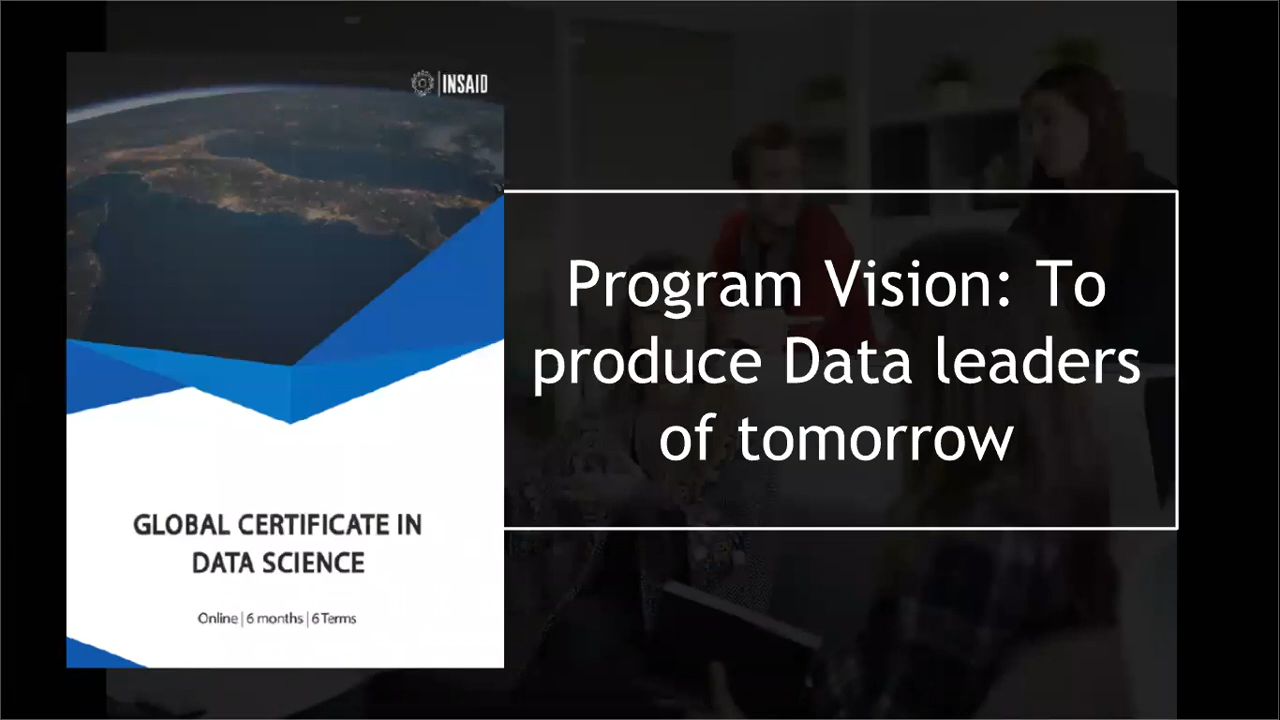 INSAID
GLOBAL CERTIFICATE IN
DATA SCIENCE
Online | 6 months | 6 Terms
Program Vision: To
produce Data leaders
of tomorrow